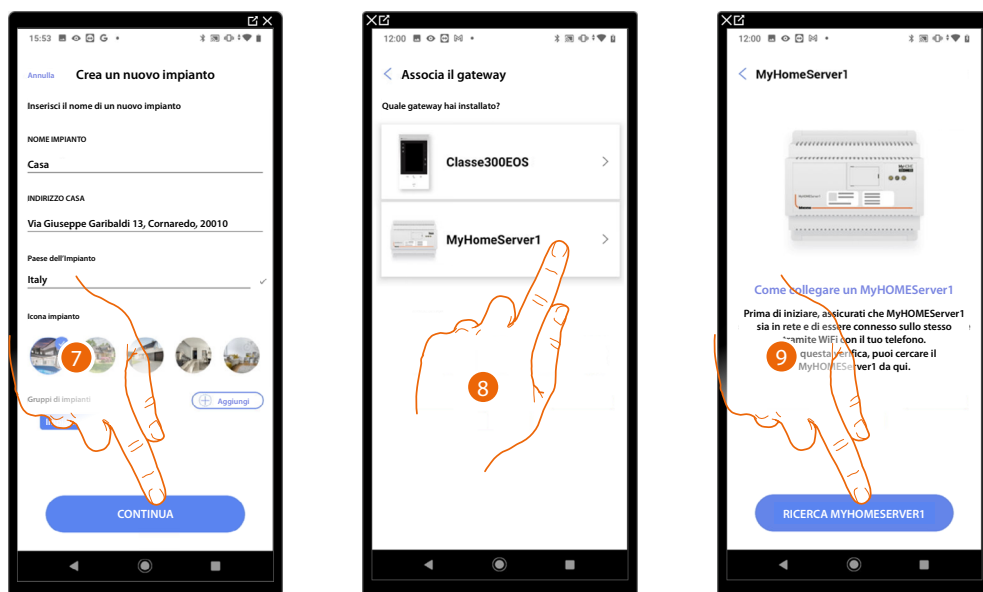 15:53
Annulla Crea un nuovo impianto
Inserisci il nome di un nuovo impianto
NOME IMPIANTO
Casa
INDIRIZZO CASA
Via Giuseppe Garibaldi 13, Cornaredo, 20010
Paese dell'Impianto
Italy
Icona impianto
7
Gruppi di impianti
Aggiungi
CONTINUA
12:00
Associa il gateway
Quale gateway hai installato?
Classe300EOS
MyHomeServer1
8
12:00
MyHomeServer1
Come collegare un MyHOMEServer1
Prima di iniziare, assicurati che MyHOMEServer1
sia in rete e di essere connesso sullo stesso
tramite WiFi con il tuo telefono.
questa verifica, puoi cercare il
MyHOMEServer1 da qui.
9
RICERCA MYHOMESERVER1